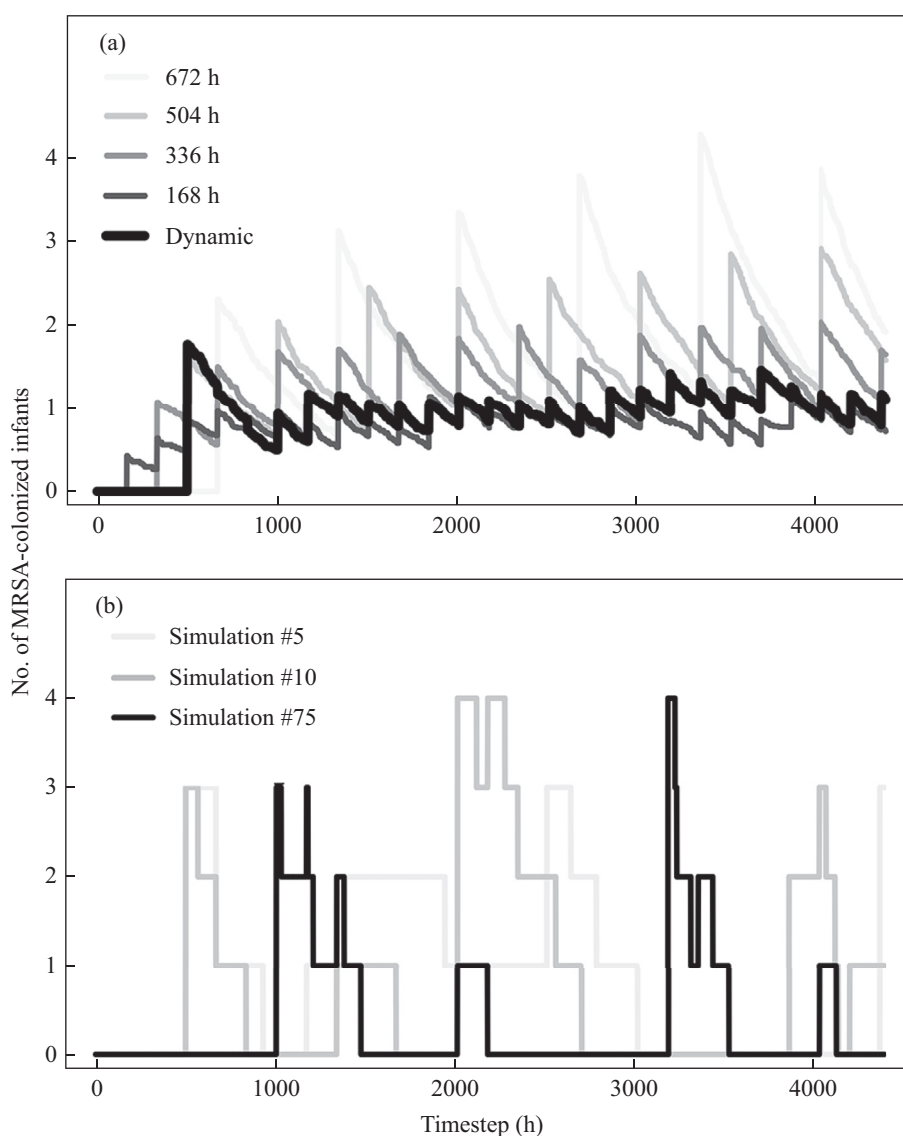 (a)
672 h
504 h
336 h
168 h
Dynamic
4
3
2
1
0
0 1000 2000 3000 4000
No. of MRSA-colonized infants
(b)
Simulation #5
Simulation #10
Simulation #75
4
3
2
1
0
0 1000 2000 3000 4000
Timestep (h)